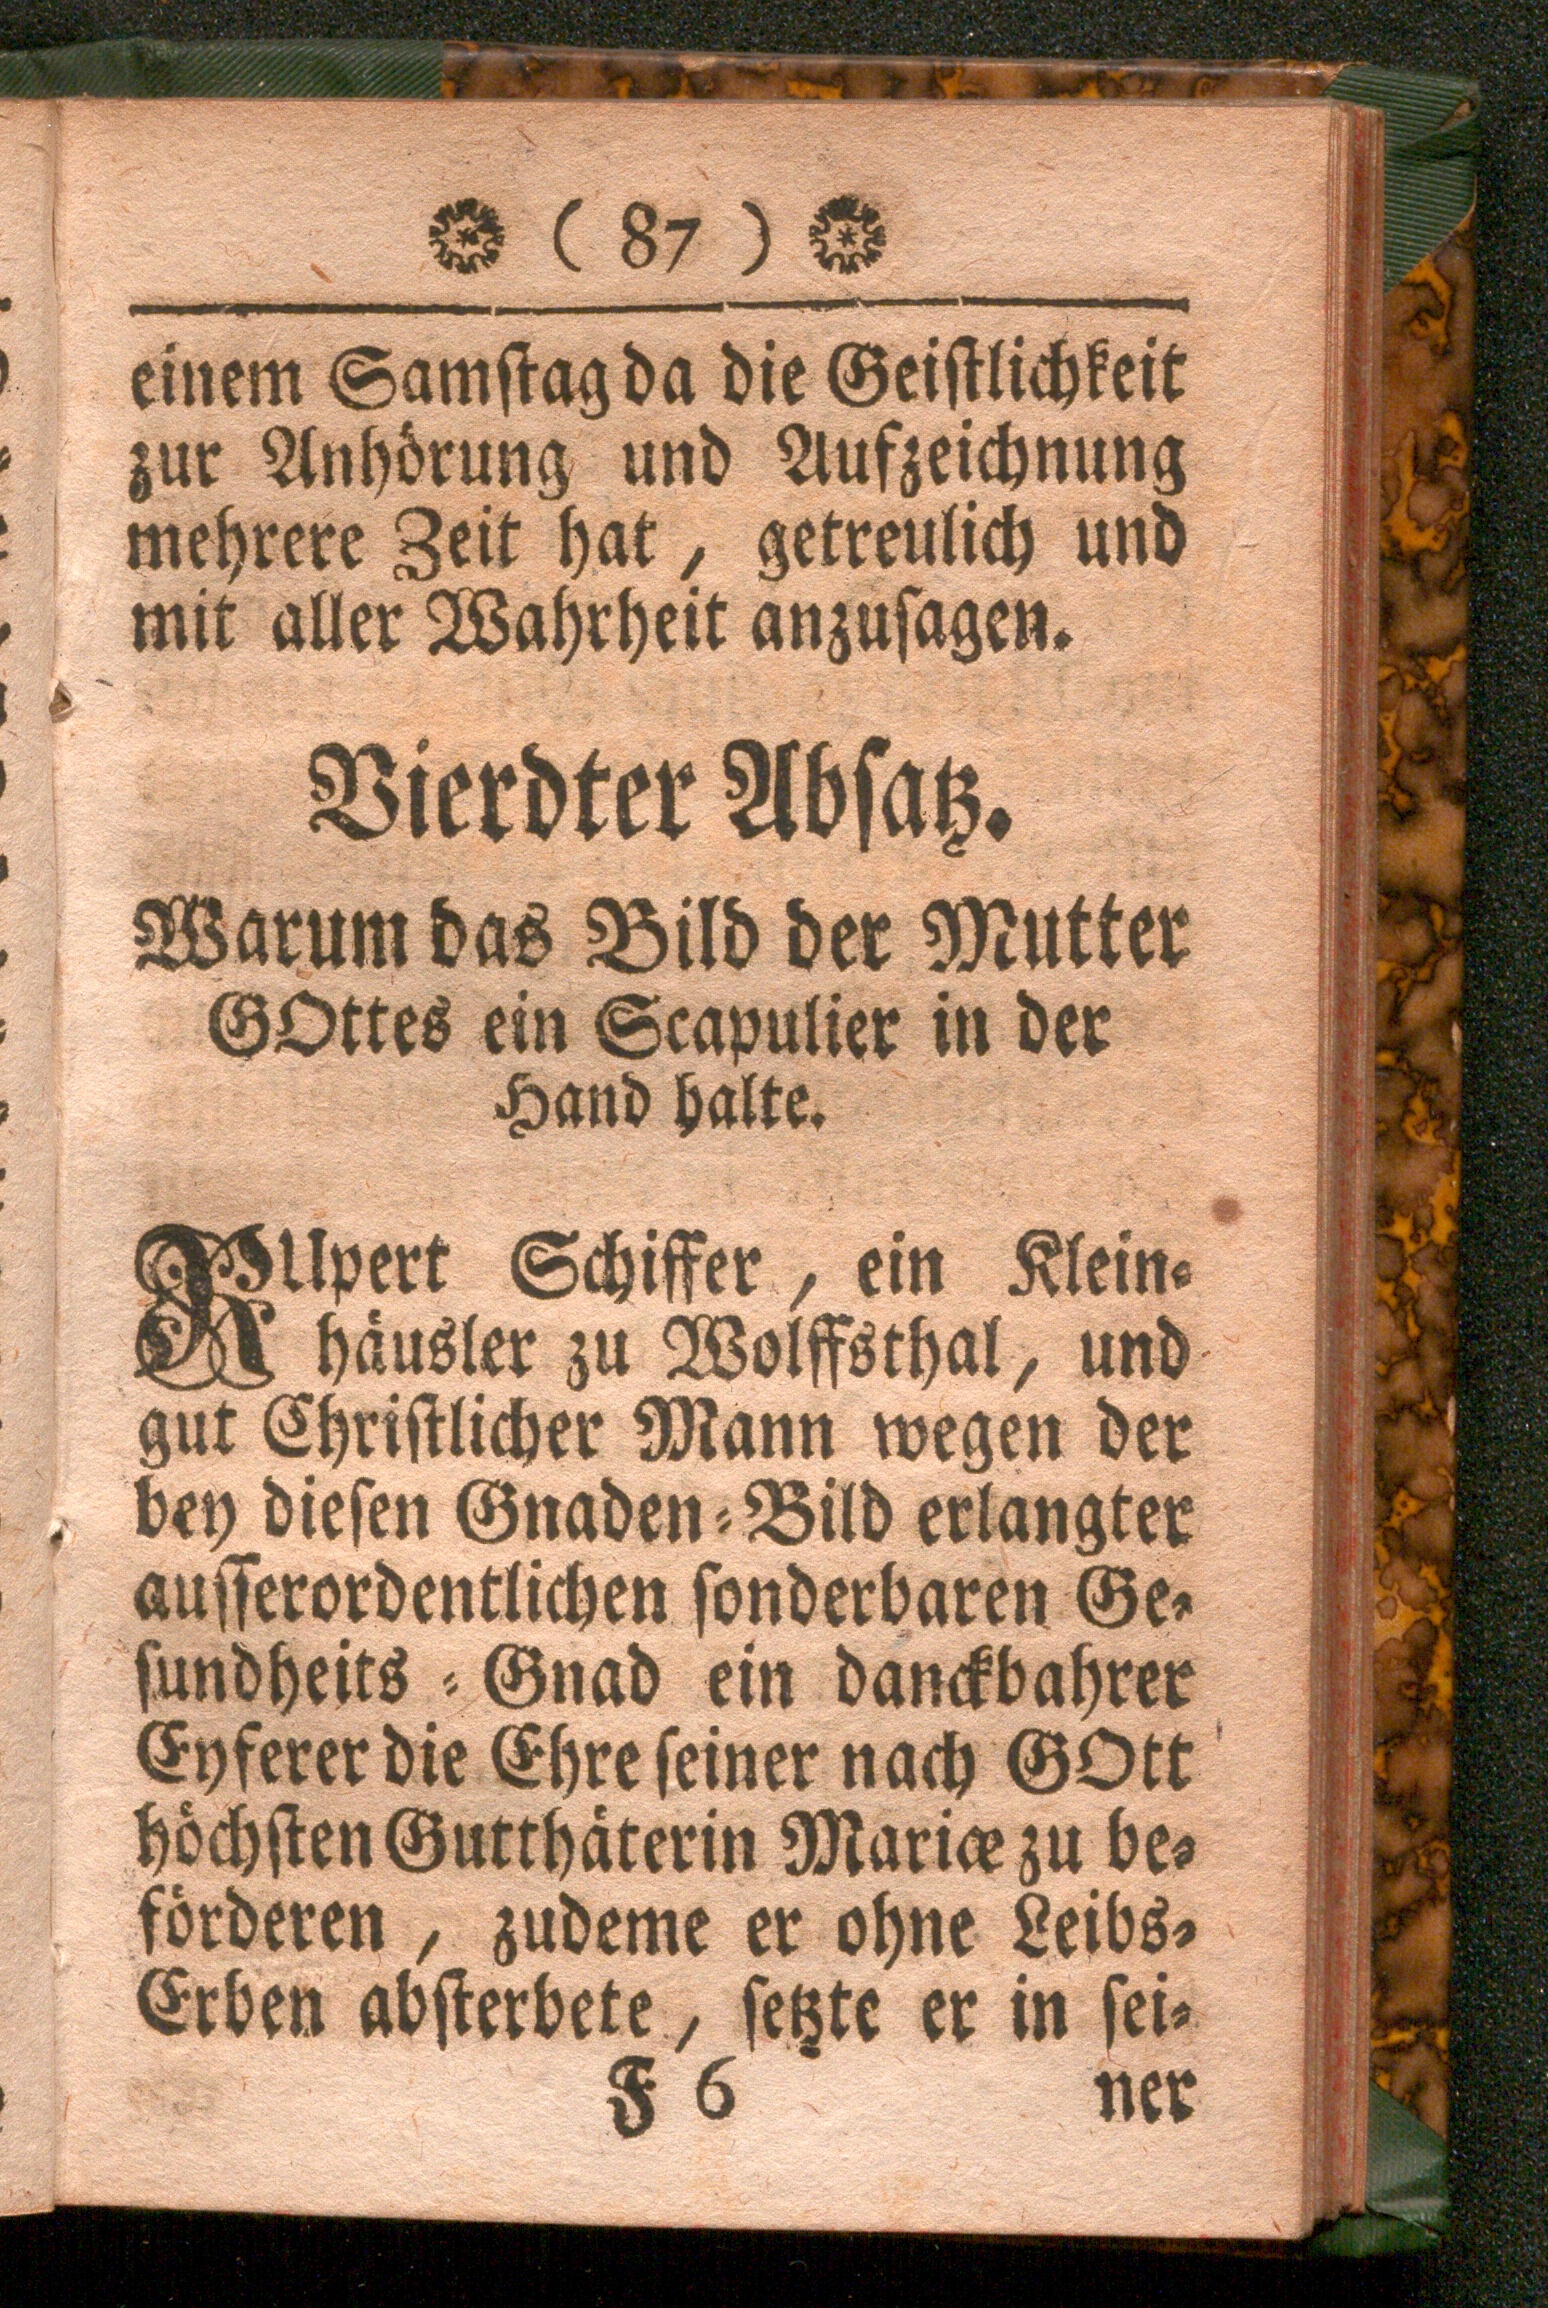 ( 87 )
einem Samſtag da die Geiſtlichkeit
zur Anhörung und Aufzeichnung
mehrere Zeit hat, getreulich und
mit aller Wahrheit anzuſagen.
Vierdter Abſatz.
Warum das Bild der Mutter
GOttes ein Scapulier in der
Hand halte.
RUpert Schiffer, ein Klein⸗
häusler zu Wolffsthal, und
gut Chriſtlicher Mann wegen der
bey dieſen Gnaden⸗Bild erlangter
auſſerordentlichen ſonderbaren Ge⸗
ſundheits⸗Gnad ein danckbahrer
Eyferer die Ehre ſeiner nach GOtt
höchſten Gutthäterin Mariæ zu be⸗
förderen, zudeme er ohne Leibs⸗
Erben abſterbete, ſetzte er in ſei⸗
F 6 ner